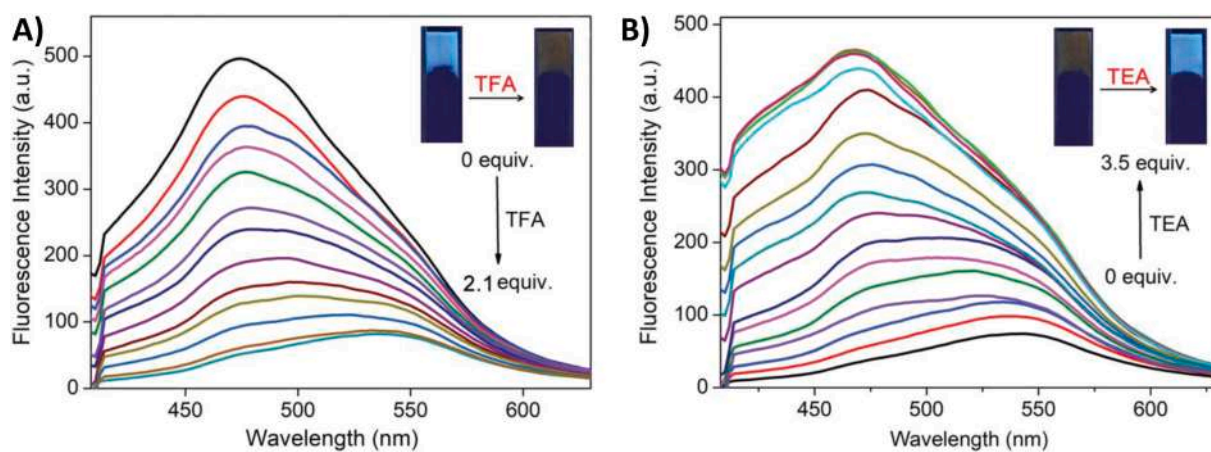 A)
500
400
300
200
100
0
450
500
550
600
Wavelength (nm)
Fluorescence Intensity (a.u.)
TFA
0 equiv.
TFA
2.1 equiv.
B)
500
400
300
200
100
0
450
500
550
600
Wavelength (nm)
Fluorescence Intensity (a.u.)
TEA
3.5 equiv.
TEA
0 equiv.